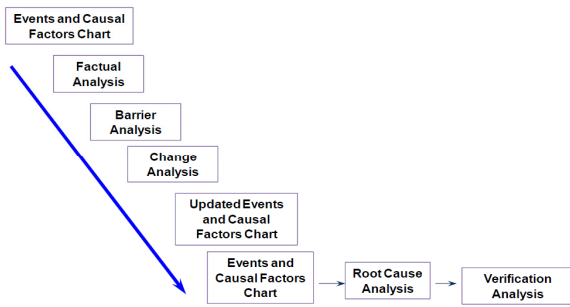 Events and Causal
Factors Chart
Factual
Analysis
Barrier
Analysis
Change
Analysis
Updated Events
and Causal
Factors Chart
Events and
Causal Factors
Chart
Root Cause
Analysis
Verification
Analysis